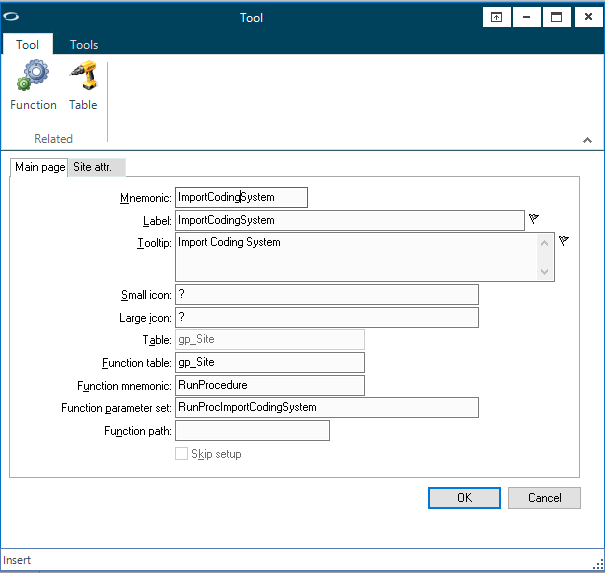 Tool
Tool Tools
Function Table
Related
Main page Site attr.
Mnemonic: ImportCodingSystem
Label: ImportCodingSystem
Tooltip: Import Coding System
Small icon: ?
Large icon: ?
Table: gp_Site
Function table: gp_Site
Function mnemonic: RunProcedure
Function parameter set: RunProcImportCodingSystem
Function path:
Skip setup
OK Cancel
Insert